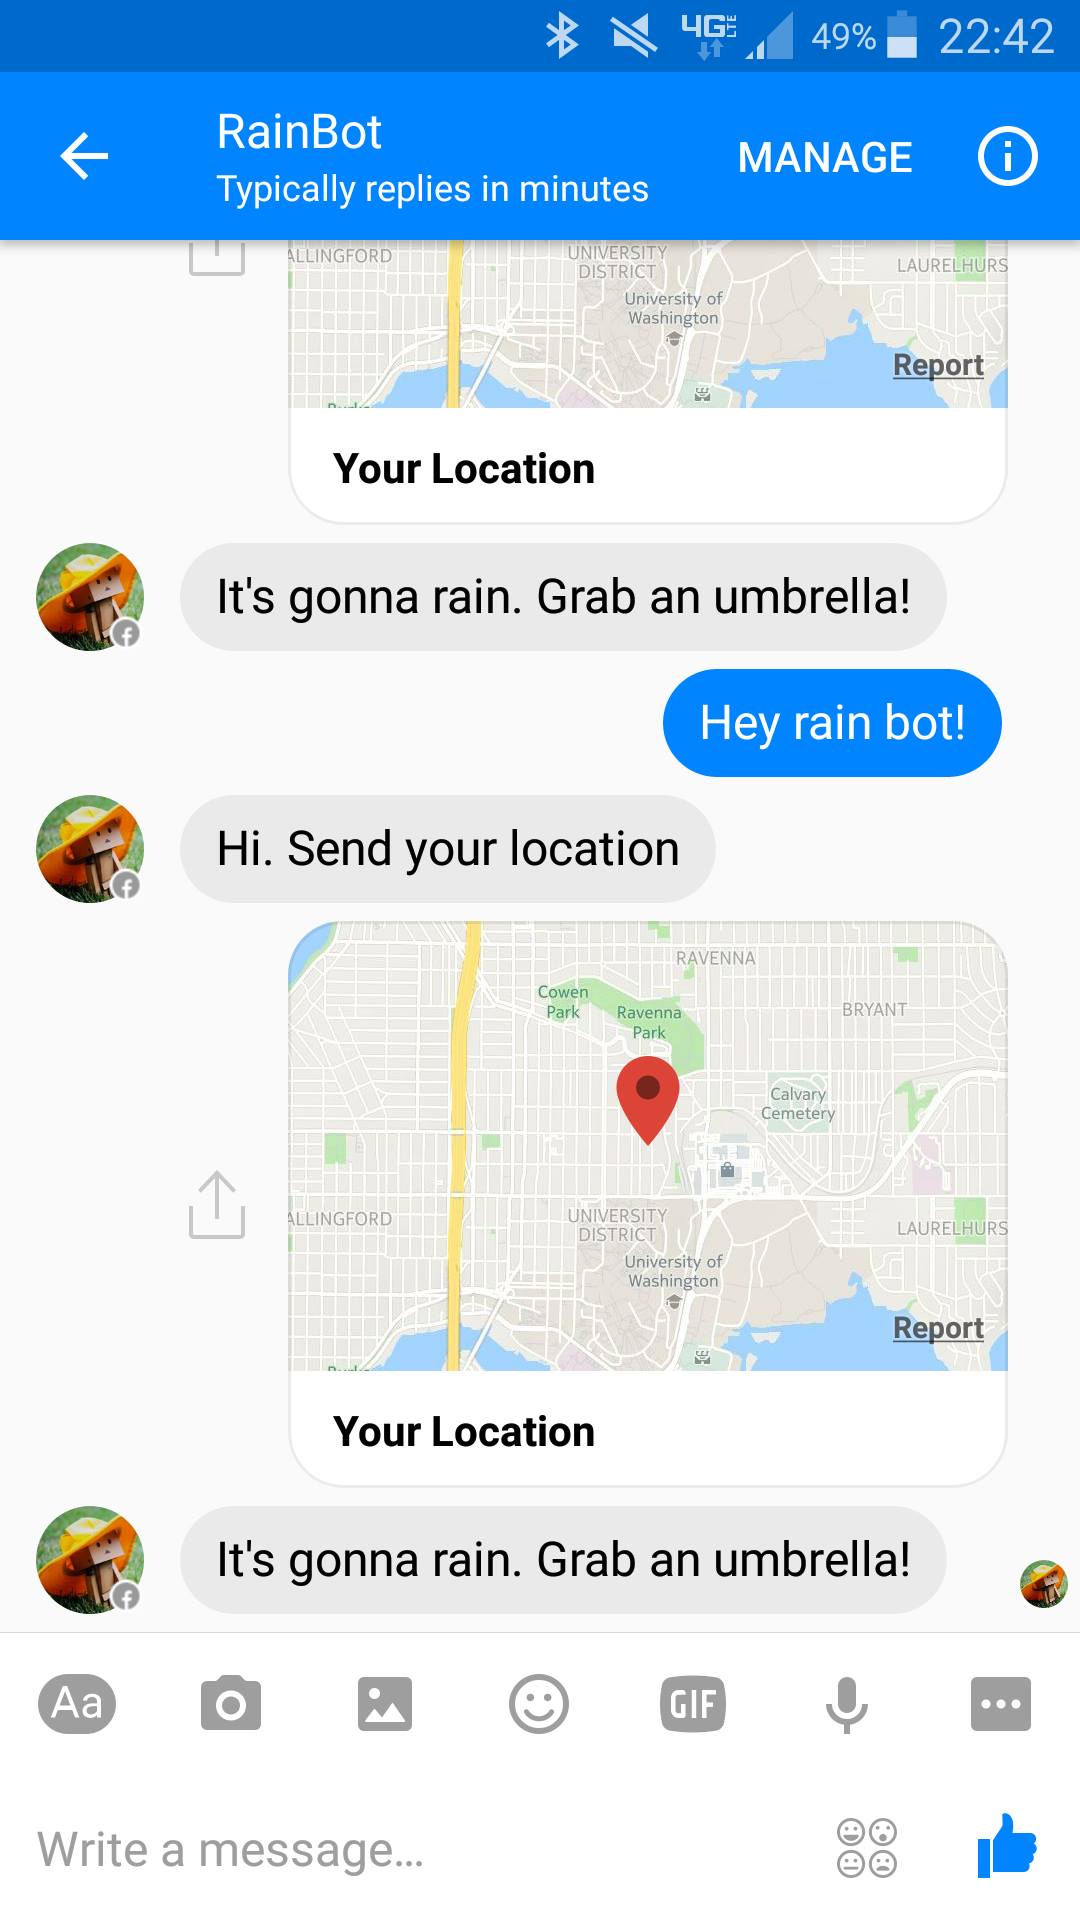 4G LTE 49% 22:42
RainBot
Typically replies in minutes
MANAGE
ALLINGFORD
UNIVERSITY
DISTRICT
LAURELHURS
University of
Washington
Report
Your Location
It's gonna rain. Grab an umbrella!
Hey rain bot!
Hi. Send your location
RAVENNA
Cowen
Park
Ravenna
Park
BRYANT
Calvary
Cemetery
ALLINGFORD
UNIVERSITY
DISTRICT
LAURELHURS
University of
Washington
Report
Your Location
It's gonna rain. Grab an umbrella!
Aa
GIF
Write a message...